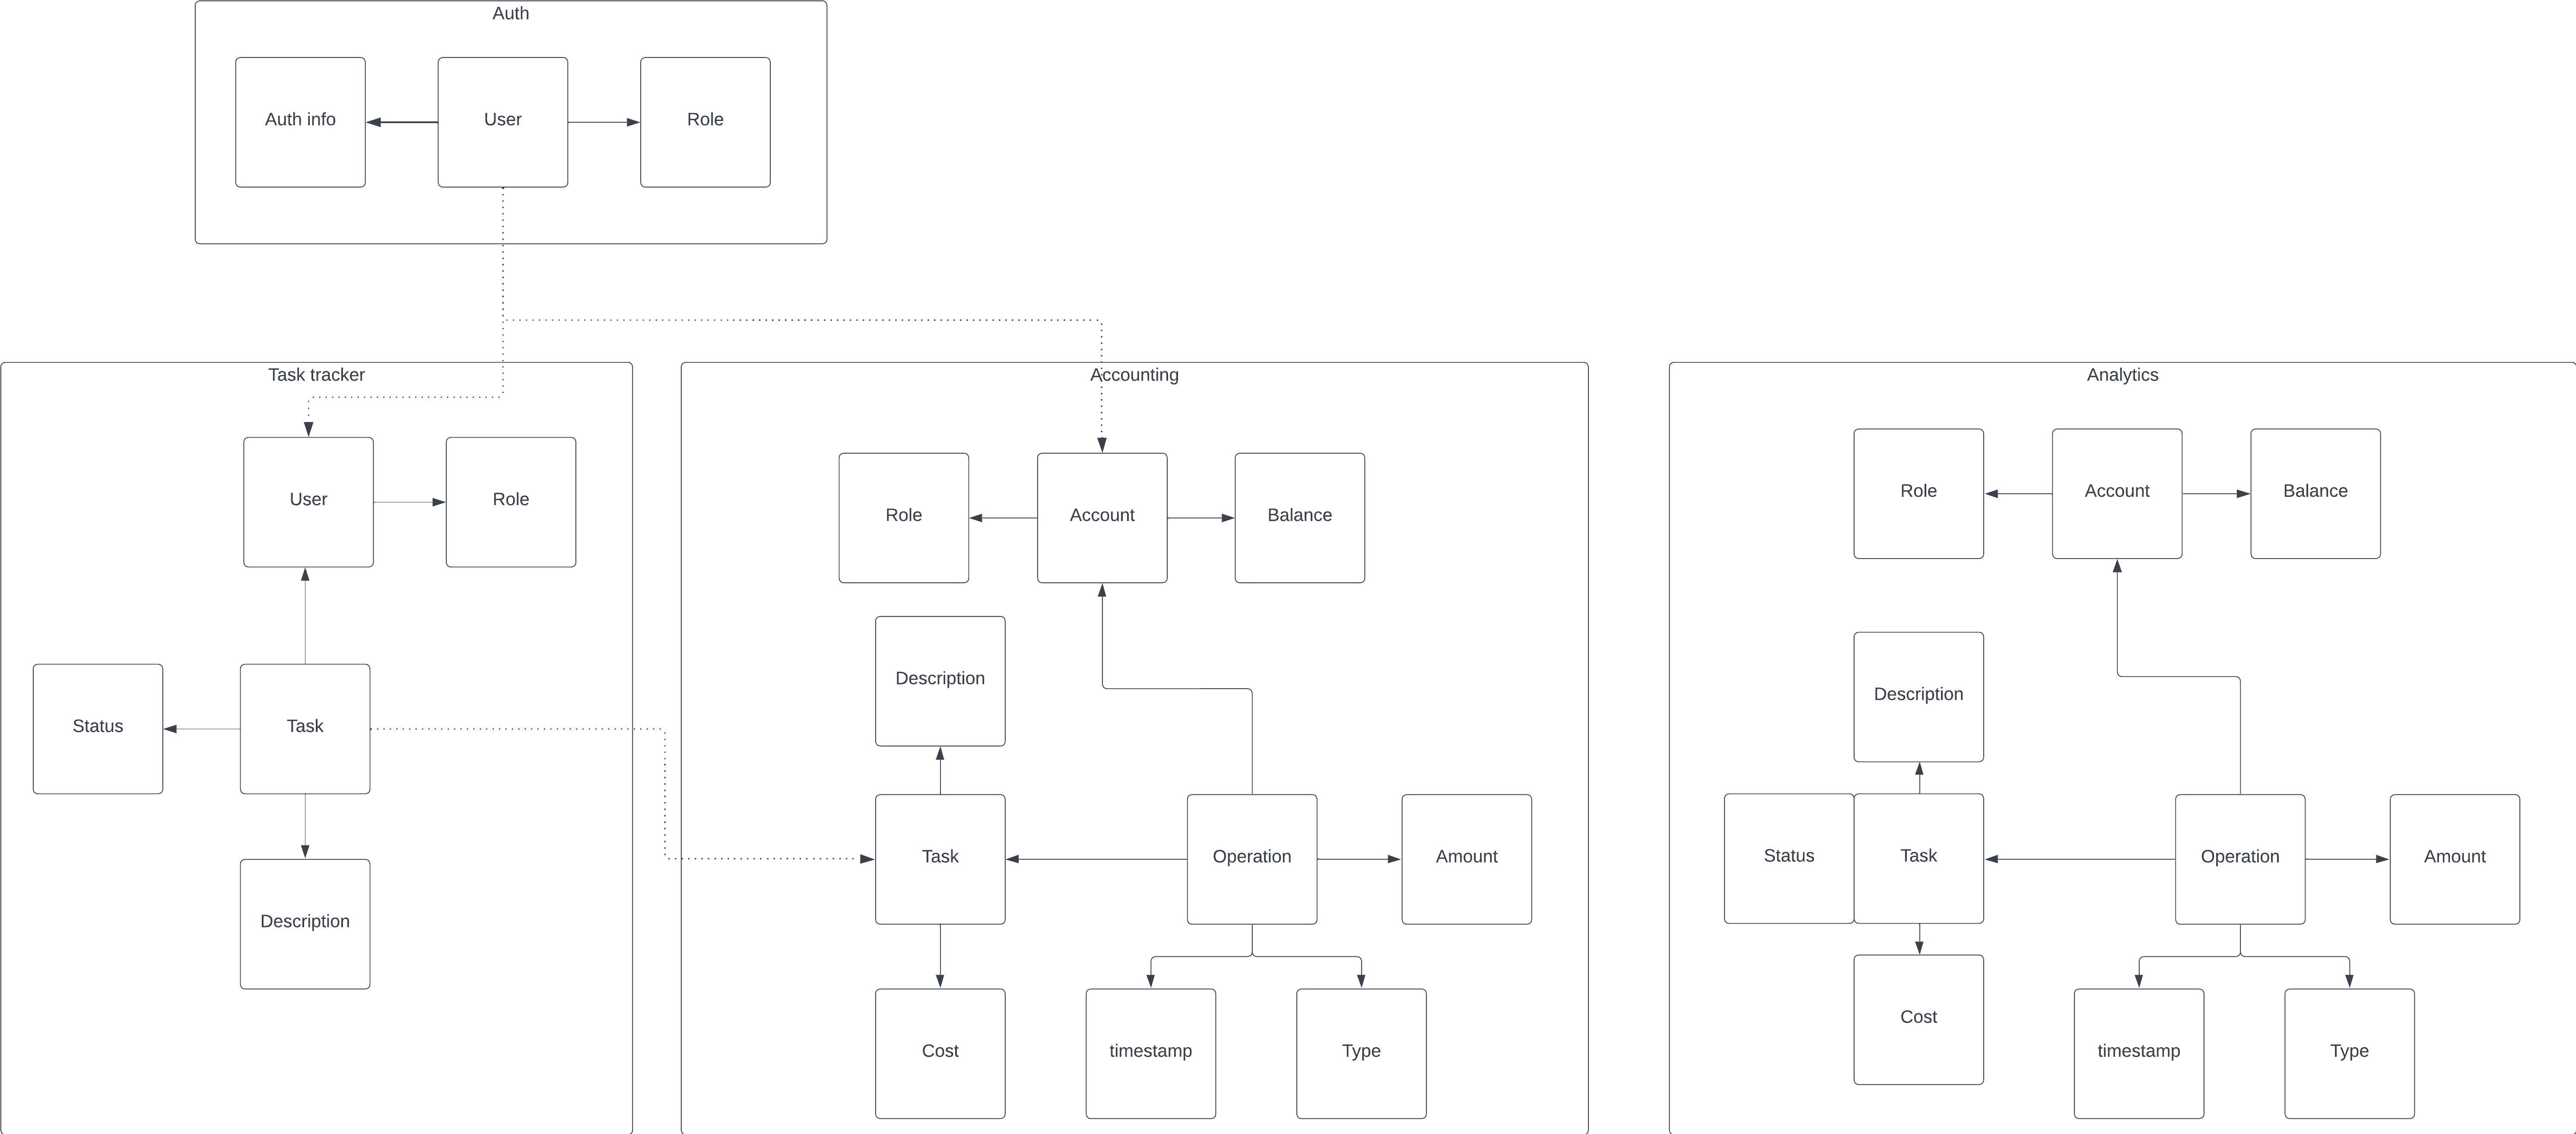 Auth
Auth info
User
Role
Task tracker
User
Role
Status
Task
Description
Accounting
Role
Account
Balance
Description
Task
Operation
Amount
Cost
timestamp
Type
Analytics
Role
Account
Balance
Description
Status
Task
Operation
Amount
Cost
timestamp
Type